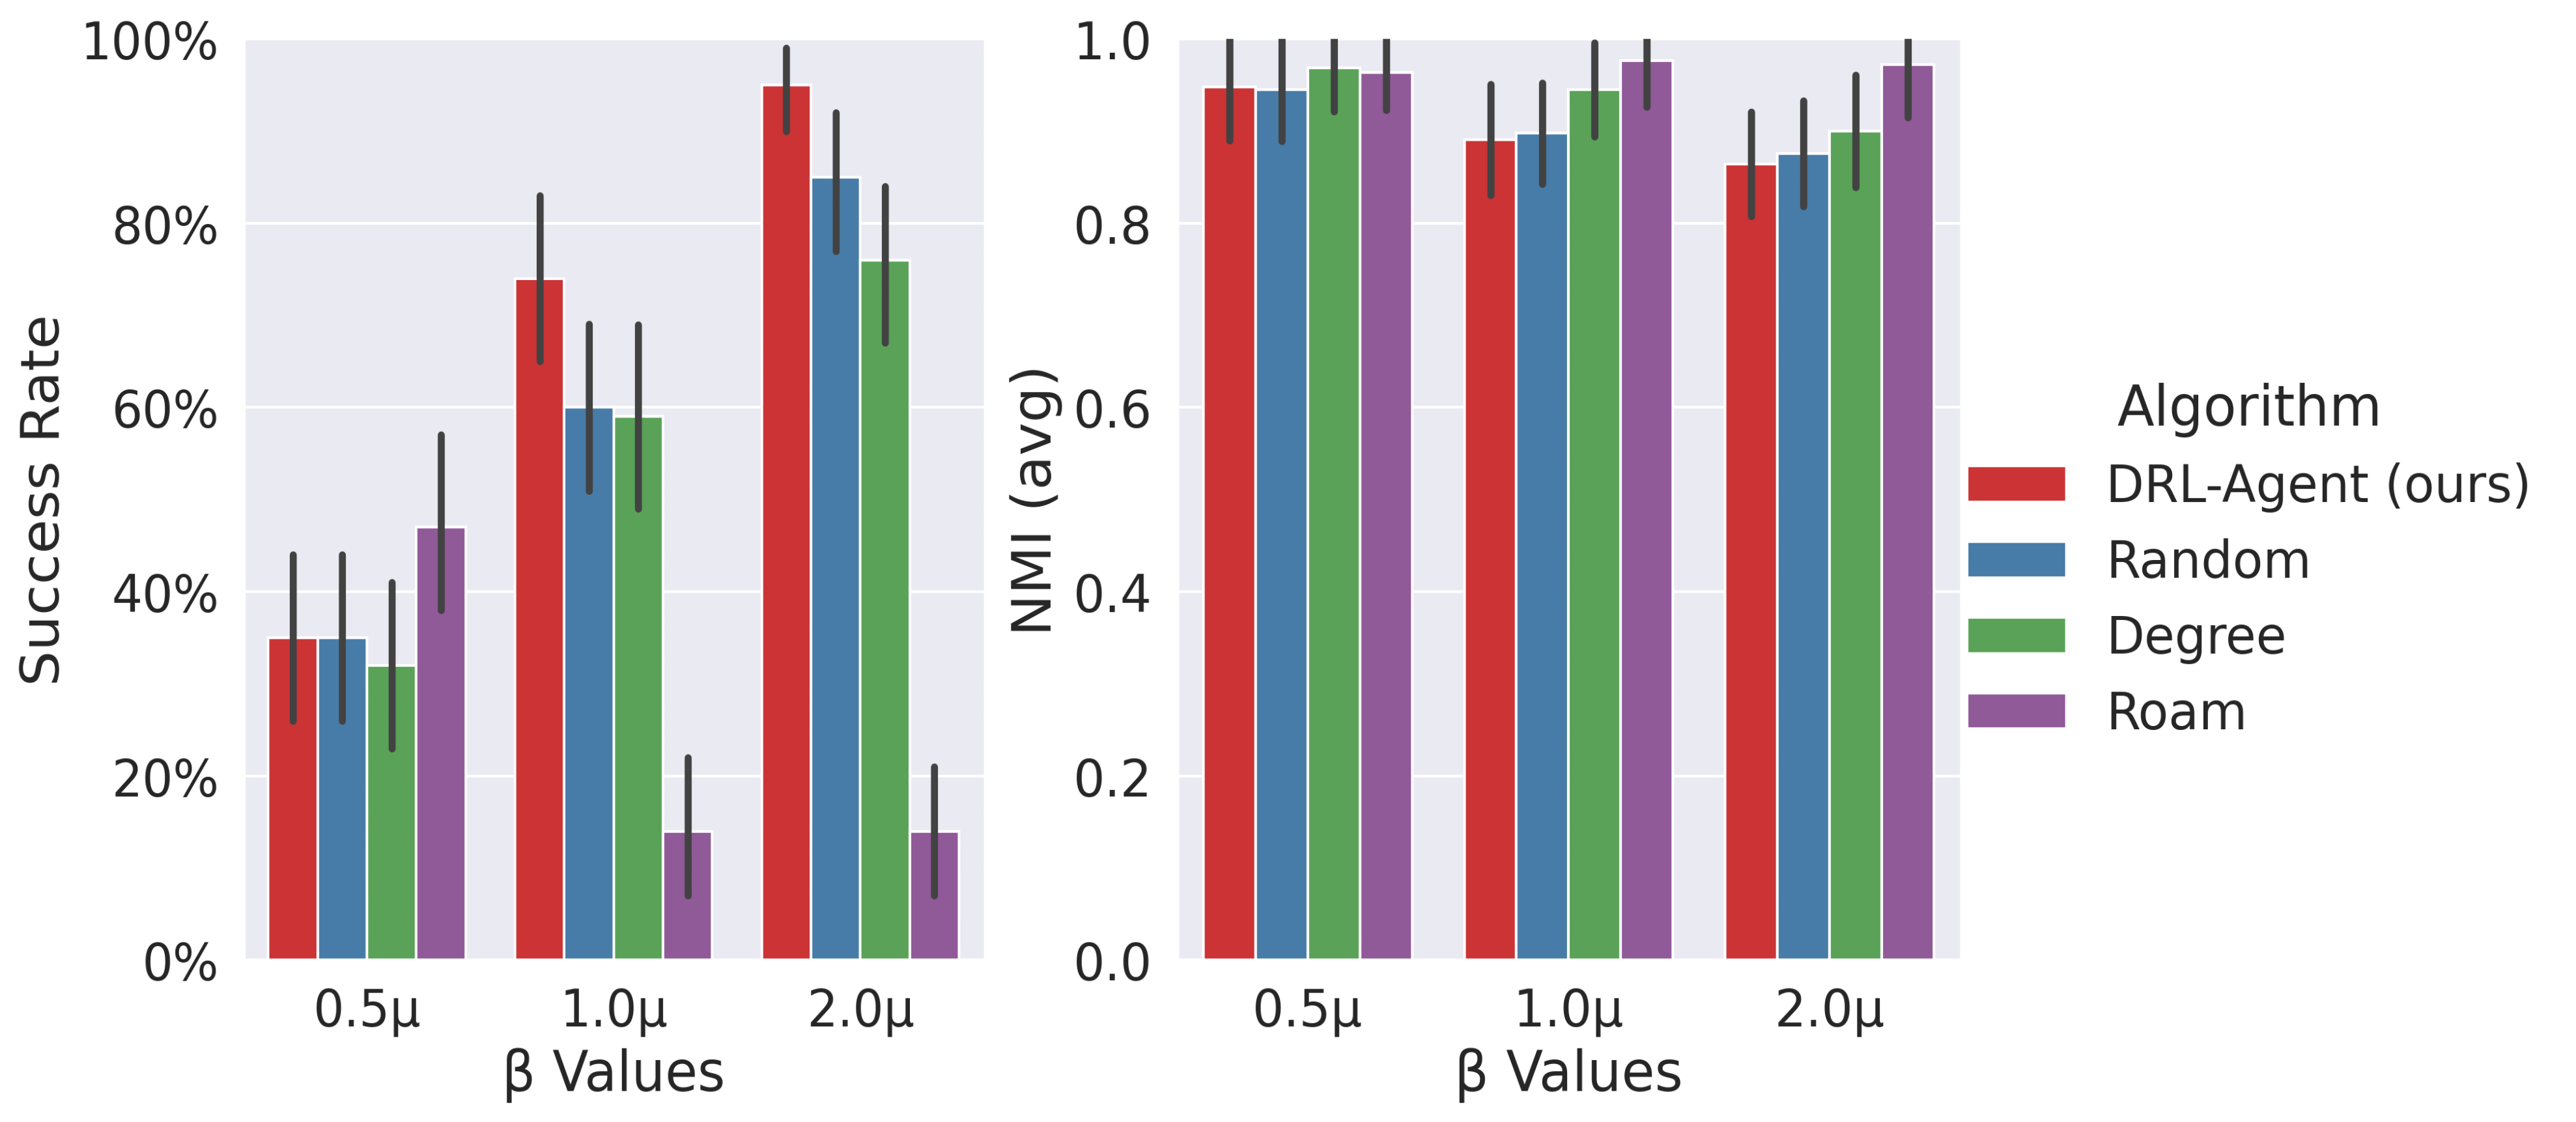 100%
80%
60%
40%
20%
0%
Success Rate
0.5μ 1.0μ 2.0μ
β Values
1.0
0.8
0.6
0.4
0.2
0.0
NMI (avg)
0.5μ 1.0μ 2.0μ
β Values
Algorithm
DRL-Agent (ours)
Random
Degree
Roam